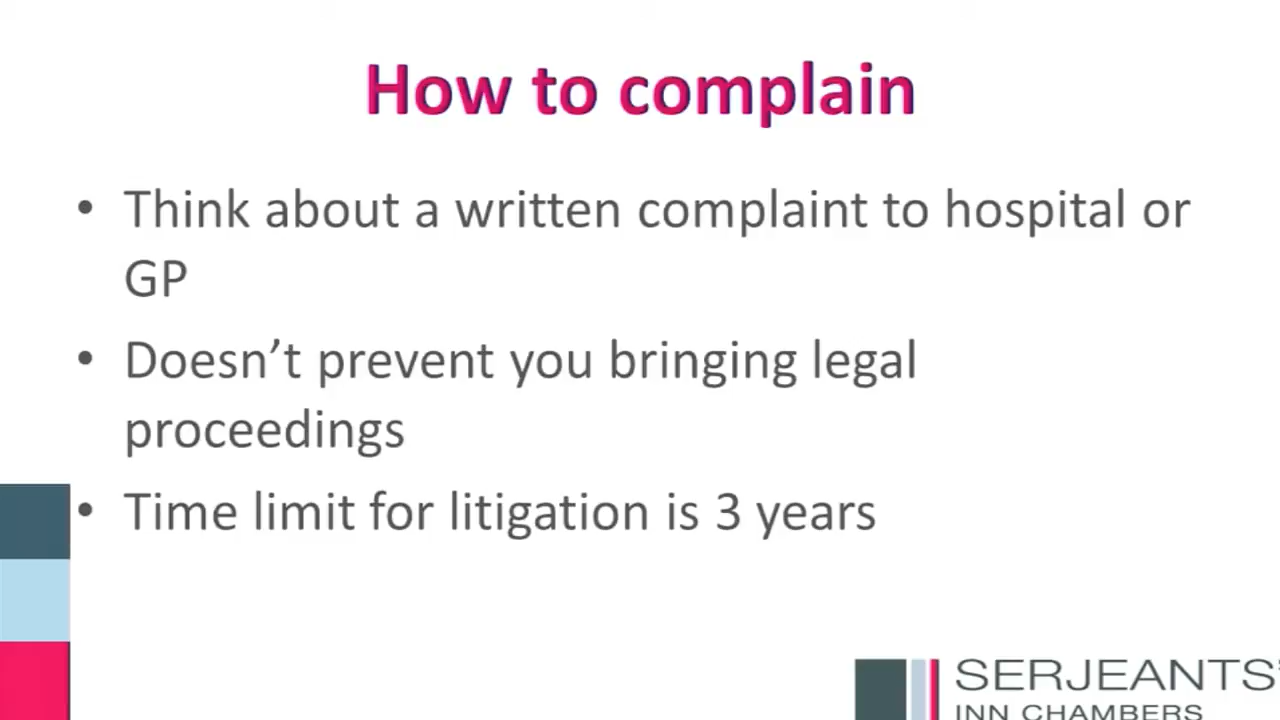 How to complain
• Think about a written complaint to hospital or
GP
• Doesn’t prevent you bringing legal
proceedings
• Time limit for litigation is 3 years
SERJEANTS’
INN CHAMBERS